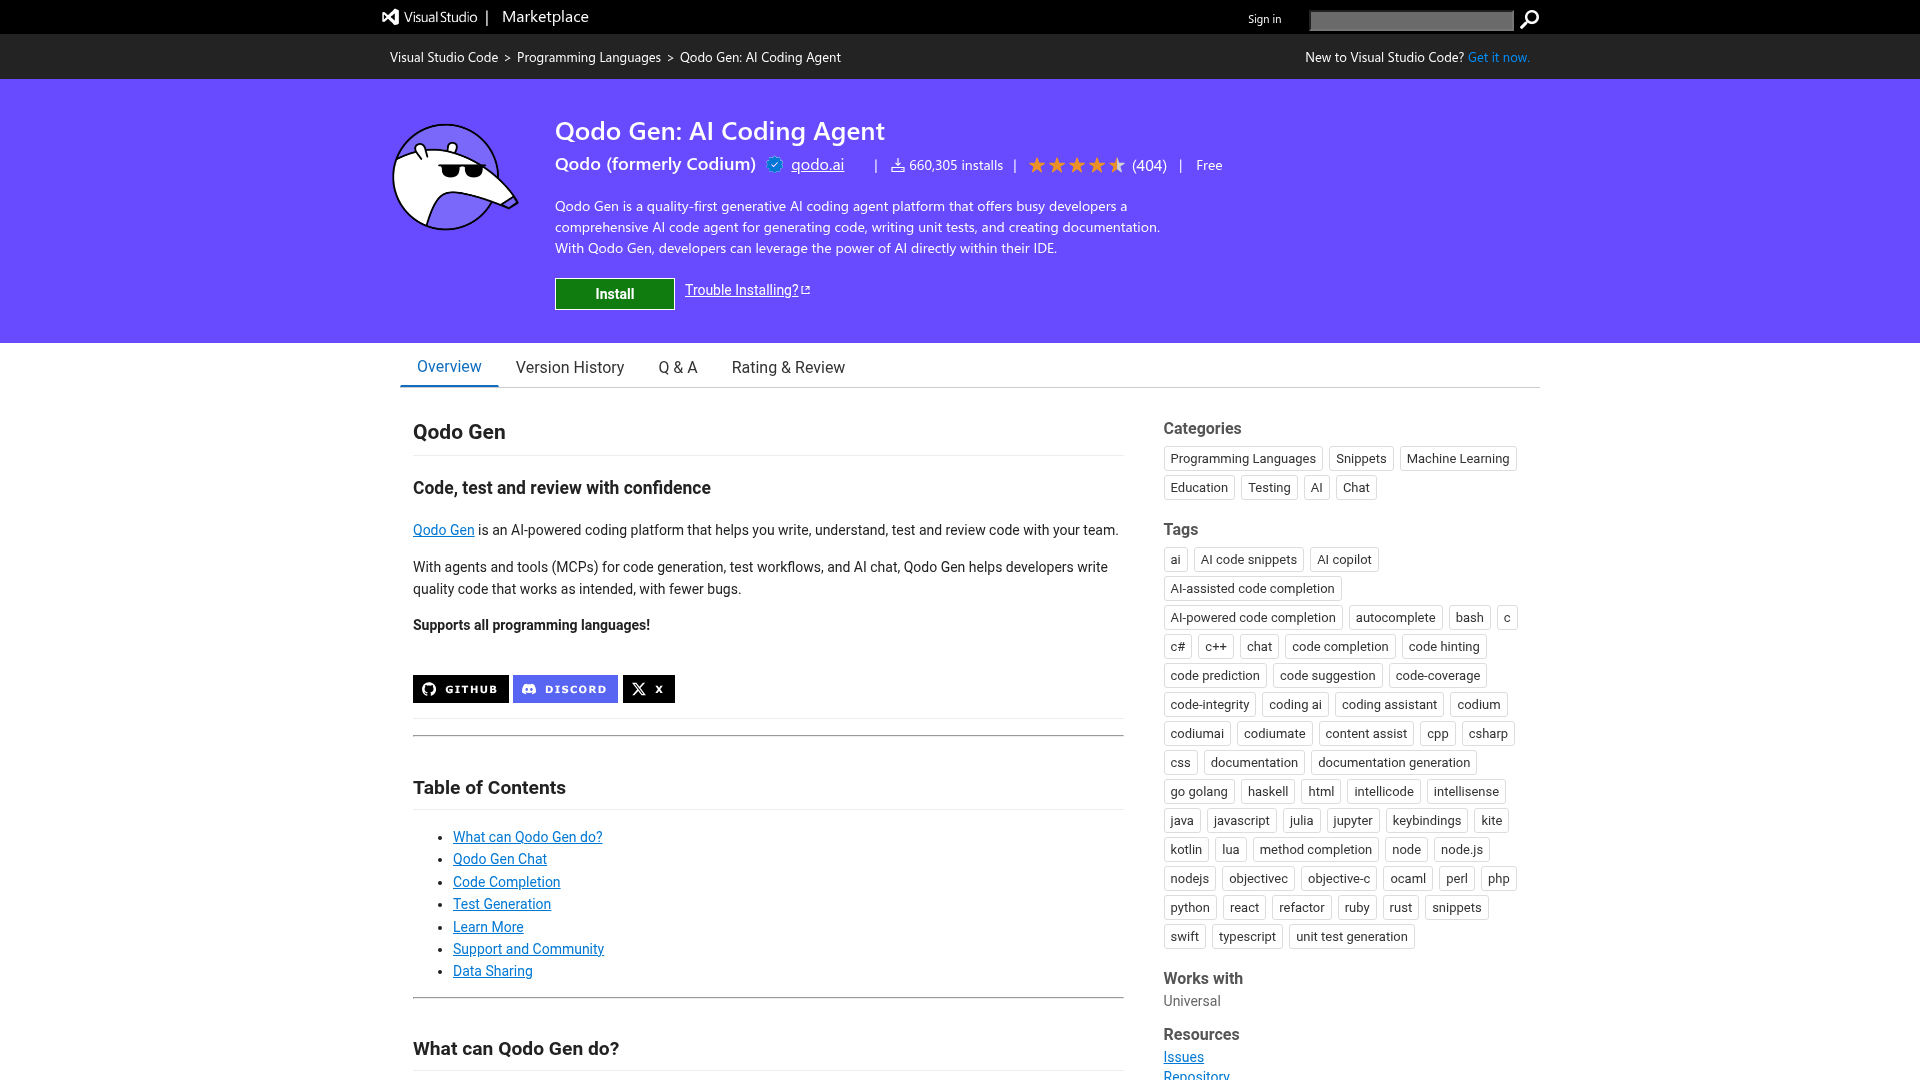 Visual Studio | Marketplace
Sign in
Visual Studio Code > Programming Languages > Qodo Gen: AI Coding Agent
New to Visual Studio Code? Get it now.
Qodo Gen: AI Coding Agent
Qodo (formerly Codium) qodo.ai | 660,305 installs | (404) | Free
Qodo Gen is a quality-first generative AI coding agent platform that offers busy developers a
comprehensive AI code agent for generating code, writing unit tests, and creating documentation.
With Qodo Gen, developers can leverage the power of AI directly within their IDE.
Install Trouble Installing?
Overview Version History Q & A Rating & Review
Qodo Gen
Code, test and review with confidence
Qodo Gen is an AI-powered coding platform that helps you write, understand, test and review code with your team.
With agents and tools (MCPs) for code generation, test workflows, and AI chat, Qodo Gen helps developers write
quality code that works as intended, with fewer bugs.
Supports all programming languages!
GITHUB DISCORD X
Table of Contents
What can Qodo Gen do?
Qodo Gen Chat
Code Completion
Test Generation
Learn More
Support and Community
Data Sharing
What can Qodo Gen do?
Categories
Programming Languages Snippets Machine Learning
Education Testing AI Chat
Tags
ai AI code snippets AI copilot
AI-assisted code completion
AI-powered code completion autocomplete bash c
c# c++ chat code completion code hinting
code prediction code suggestion code-coverage
code-integrity coding ai coding assistant codium
codiumai codiumate content assist cpp csharp
css documentation documentation generation
go golang haskell html intellicode intellisense
java javascript julia jupyter keybindings kite
kotlin lua method completion node node.js
nodejs objectivec objective-c ocaml perl php
python react refactor ruby rust snippets
swift typescript unit test generation
Works with
Universal
Resources
Issues
Repository